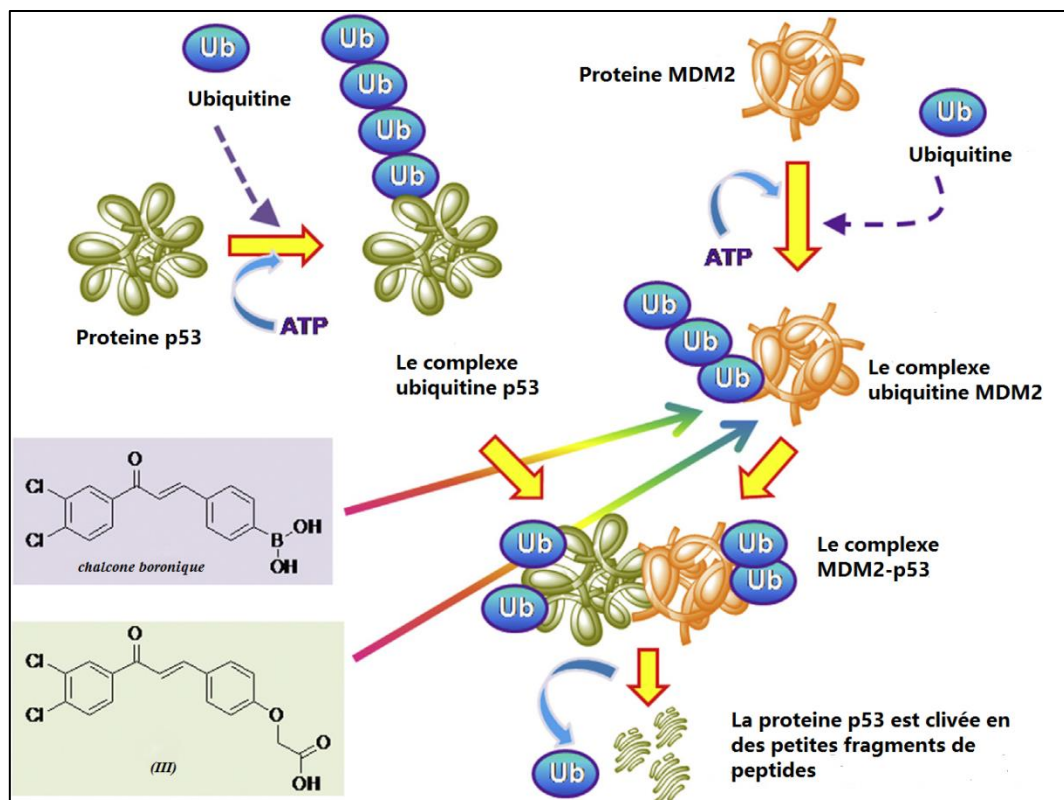 Ub
Ubiquitine
Ub
Ub
Ub
Ub
Proteine p53
ATP
Le complexe
ubiquitine p53
Proteine MDM2
Ub
Ubiquitine
ATP
Ub
Ub
Ub
Le complexe
ubiquitine MDM2
Cl
Cl
O
B
OH
OH
chalcone boronique
Ub
Ub
Ub
Ub
Le complexe
MDM2-p53
Cl
Cl
O
O
O
OH
(III)
Ub
La proteine p53 est clivée en
des petites fragments de
peptides